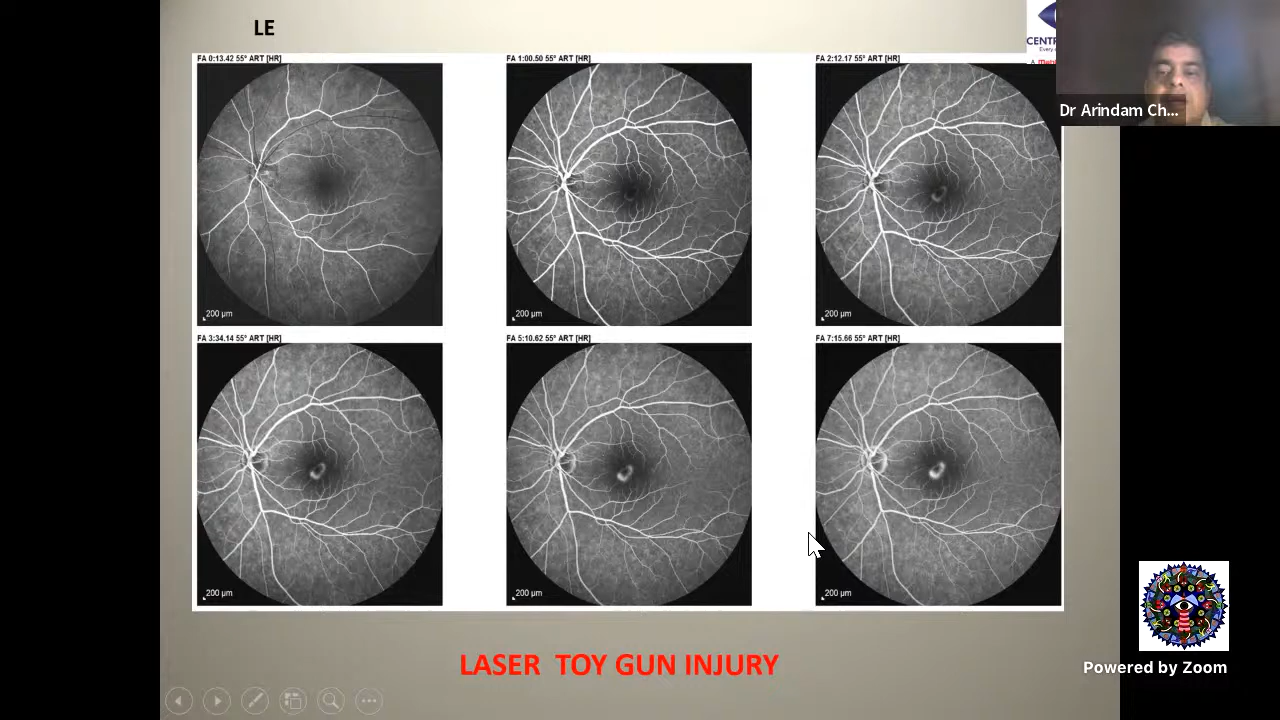 LE
CENTR
Dr Arindam Ch...
FA 0:13.42 55° ART [HR]
FA 1:00.50 55° ART [HR]
FA 2:12.17 55° ART [HR]
200 µm
200 µm
200 µm
FA 3:34.14 55° ART [HR]
FA 5:10.62 55° ART [HR]
FA 7:15.66 55° ART [HR]
200 µm
200 µm
200 µm
LASER TOY GUN INJURY
Powered by Zoom